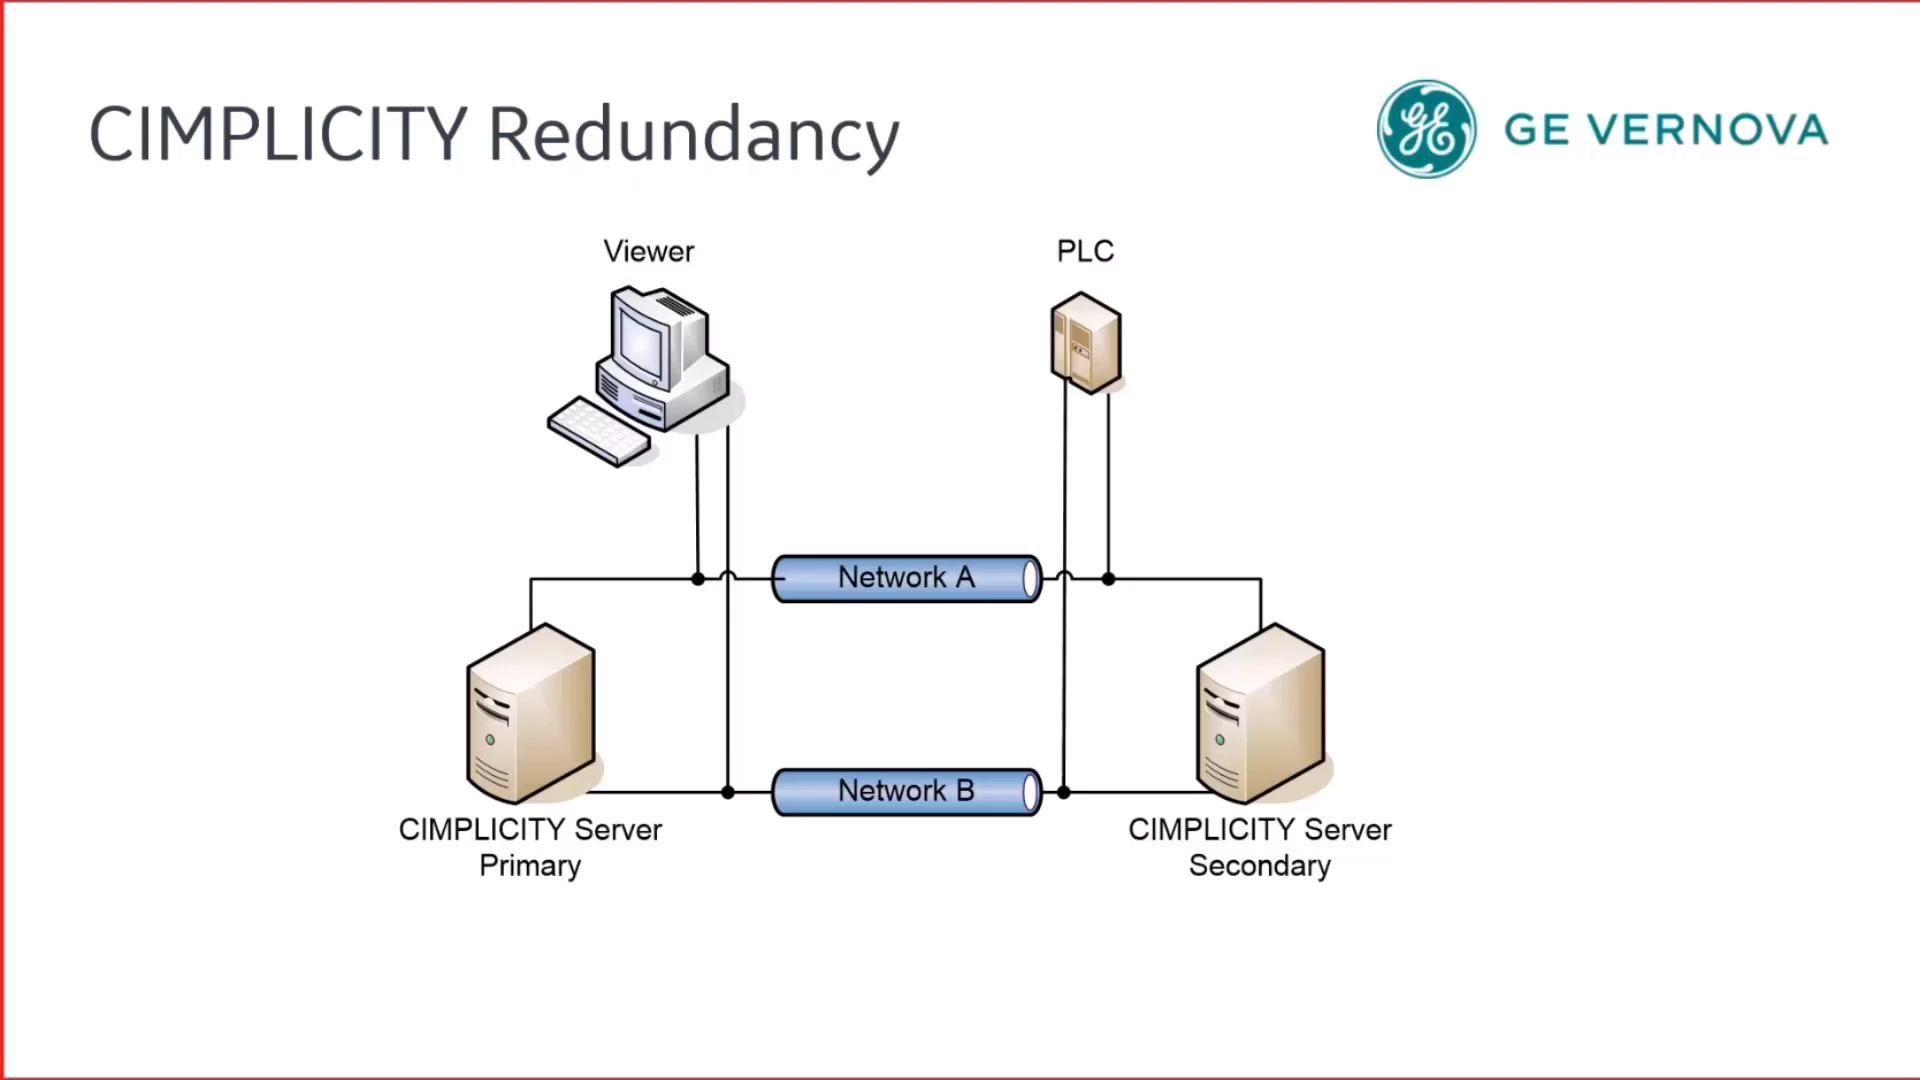 CIMPLICITY Redundancy
GE VERNOVA
Viewer
PLC
Network A
Network B
CIMPLICITY Server
Primary
CIMPLICITY Server
Secondary